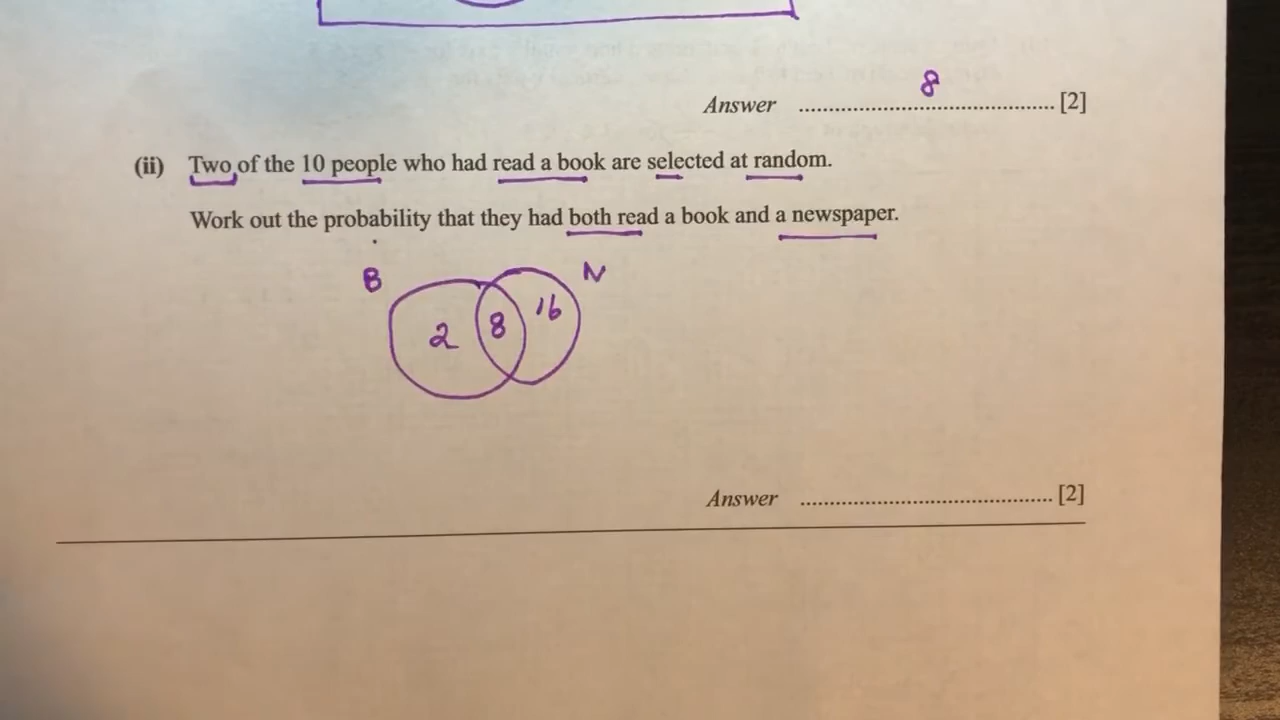 8
Answer ........................................... [2]
(ii) Two of the 10 people who had read a book are selected at random.
Work out the probability that they had both read a book and a newspaper.
B N
2 8 16
Answer ........................................... [2]